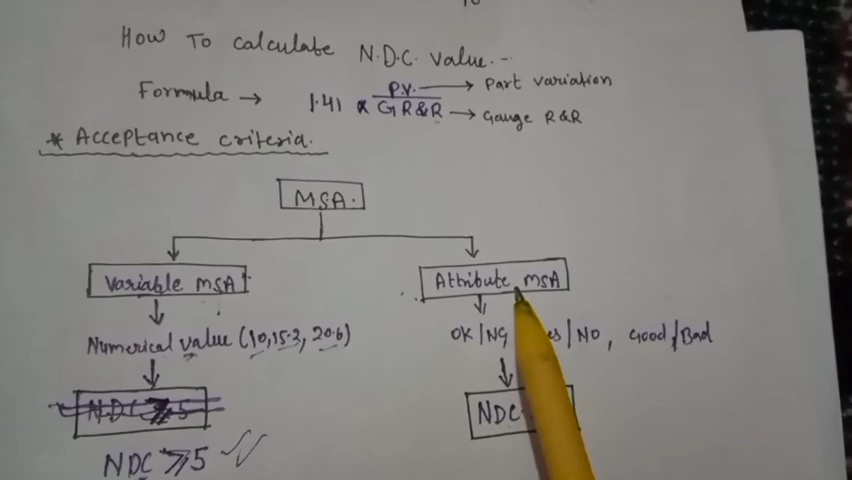 How To calculate N.D.C. value.-
Formula → 1.41 * P.V. → Part variation
GR&R → Gauge R&R
* Acceptance criteria.
MSA.
Variable MSA
Attribute MSA
Numerical value (10,15.2, 20.6)
OK/NG /NO, Good/Bad
NDC ≥ 5
NDC